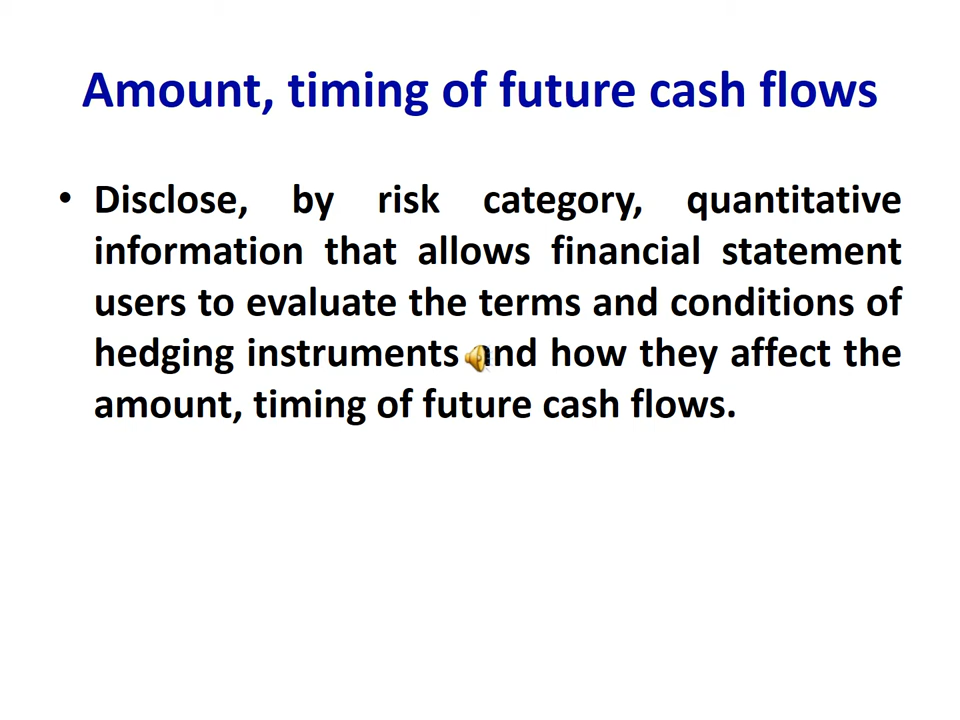 Amount, timing of future cash flows
• Disclose, by risk category, quantitative
information that allows financial statement
users to evaluate the terms and conditions of
hedging instruments and how they affect the
amount, timing of future cash flows.